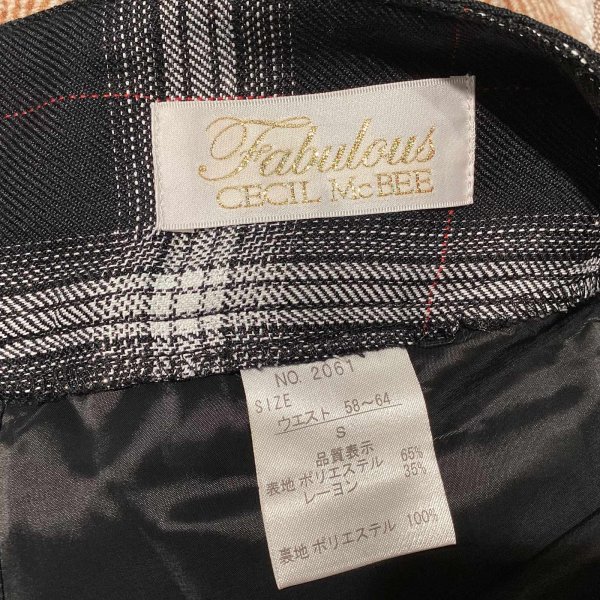 Fabulous
CECIL McBEE
NO. 2061
SIZE
ウエスト 58～64
S
品質表示
表地 ポリエステル 65%
レーヨン 35%
裏地 ポリエステル 100%